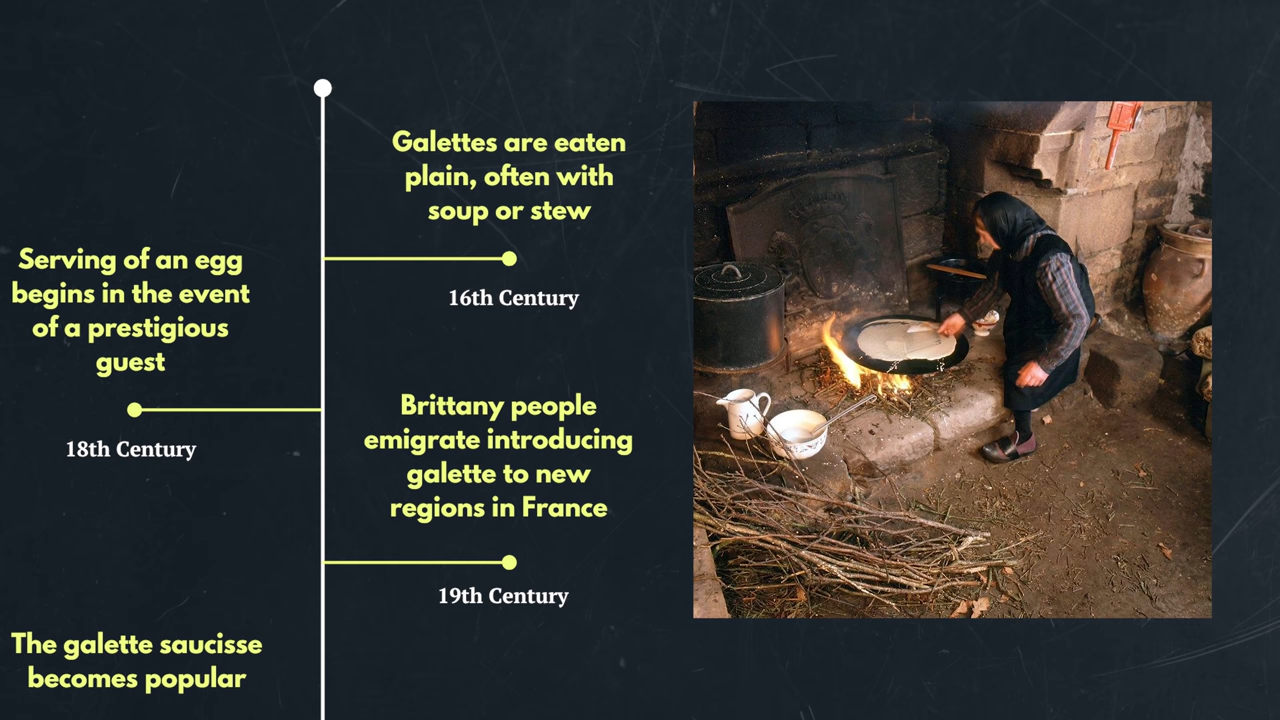 Galettes are eaten
plain, often with
soup or stew
16th Century
Serving of an egg
begins in the event
of a prestigious
guest
18th Century
Brittany people
emigrate introducing
galette to new
regions in France
19th Century
The galette saucisse
becomes popular